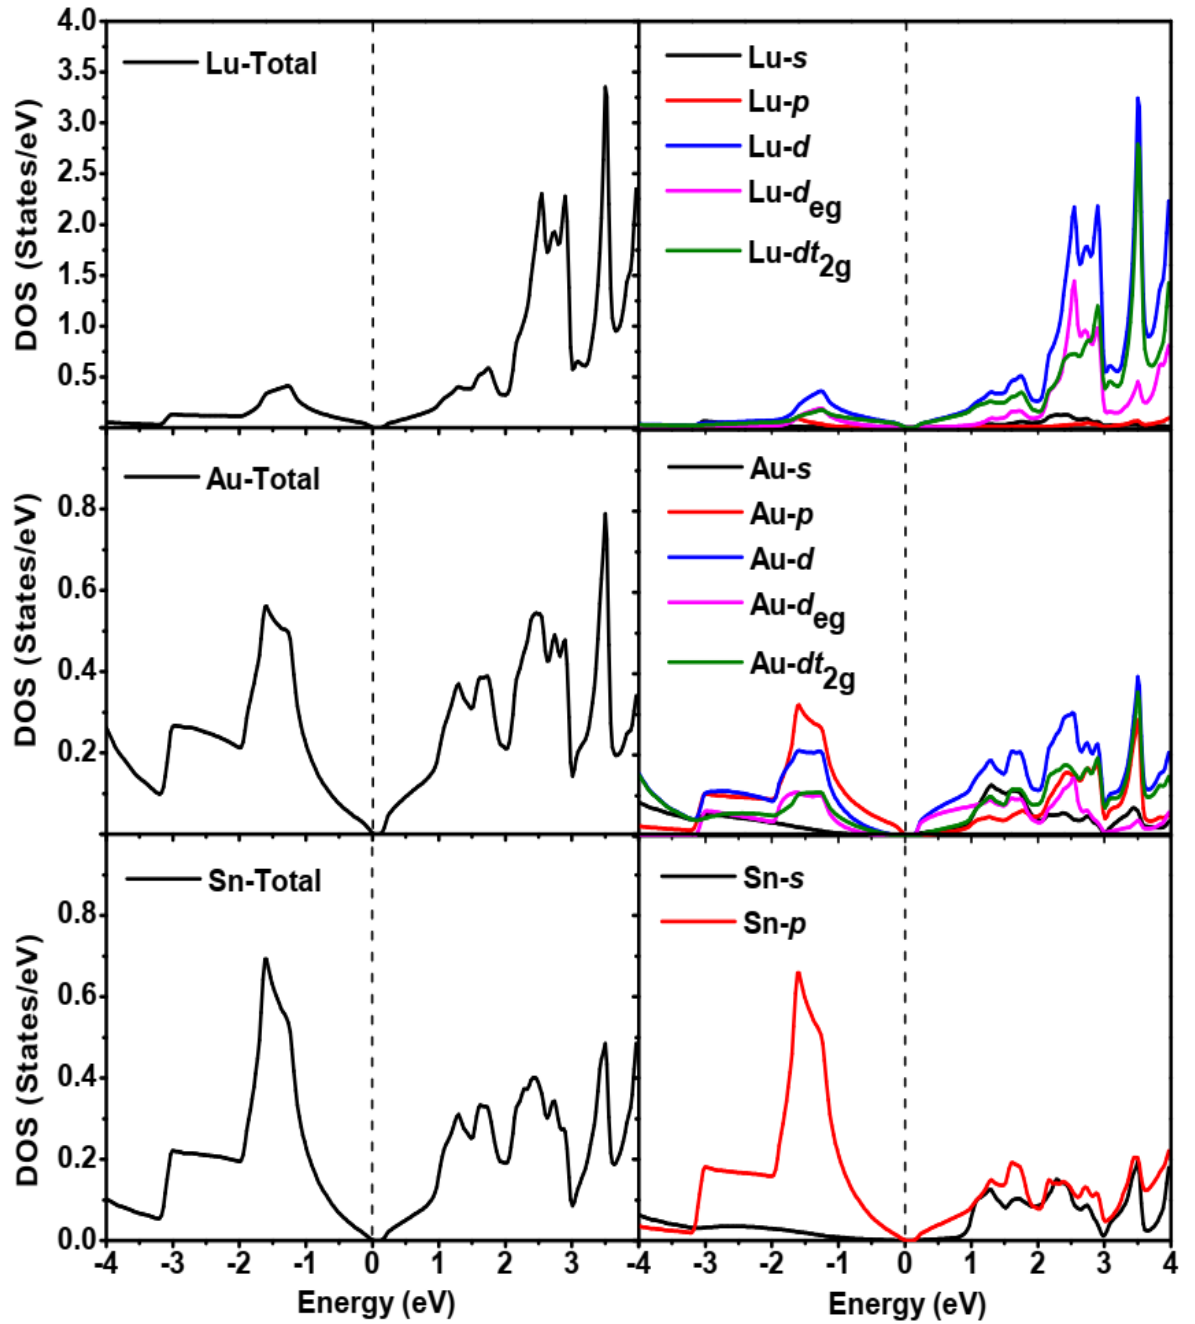 4.0
3.5
3.0
2.5
2.0
1.5
1.0
0.5
DOS (States/eV)
Lu-Total
Lu-s
Lu-p
Lu-d
Lu-deg
Lu-dt2g
0.8
0.6
0.4
0.2
DOS (States/eV)
Au-Total
Au-s
Au-p
Au-d
Au-deg
Au-dt2g
0.8
0.6
0.4
0.2
0.0
DOS (States/eV)
Sn-Total
Sn-s
Sn-p
-3 -2 -1 0 1 2 3 -4 -3 -2 -1 0 1 2 3 4
Energy (eV) Energy (eV)